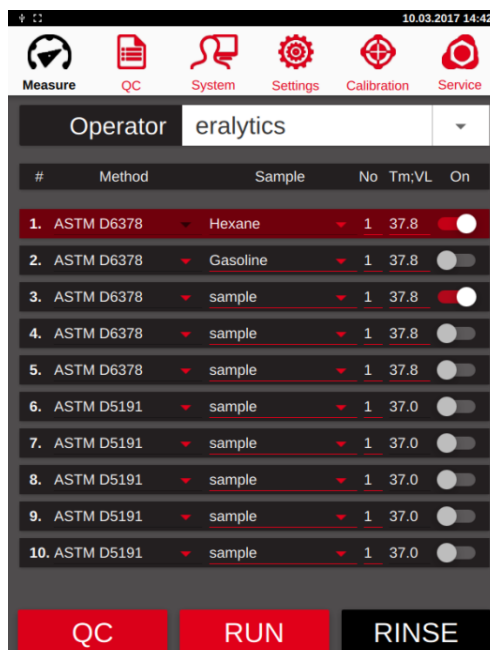 10.03.2017 14:42
Measure QC System Settings Calibration Service
Operator eralytics
# Method Sample No Tm;VL On
1. ASTM D6378 Hexane 1 37.8
2. ASTM D6378 Gasoline 1 37.8
3. ASTM D6378 sample 1 37.8
4. ASTM D6378 sample 1 37.8
5. ASTM D6378 sample 1 37.8
6. ASTM D5191 sample 1 37.0
7. ASTM D5191 sample 1 37.0
8. ASTM D5191 sample 1 37.0
9. ASTM D5191 sample 1 37.0
10. ASTM D5191 sample 1 37.0
QC RUN RINSE